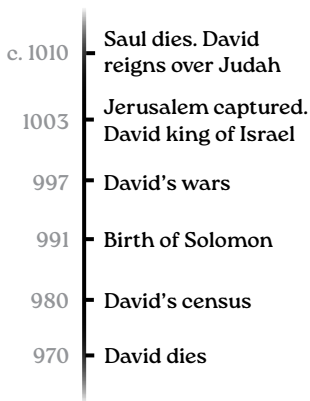 c. 1010 Saul dies. David
reigns over Judah
1003 Jerusalem captured.
David king of Israel
997 David’s wars
991 Birth of Solomon
980 David’s census
970 David dies